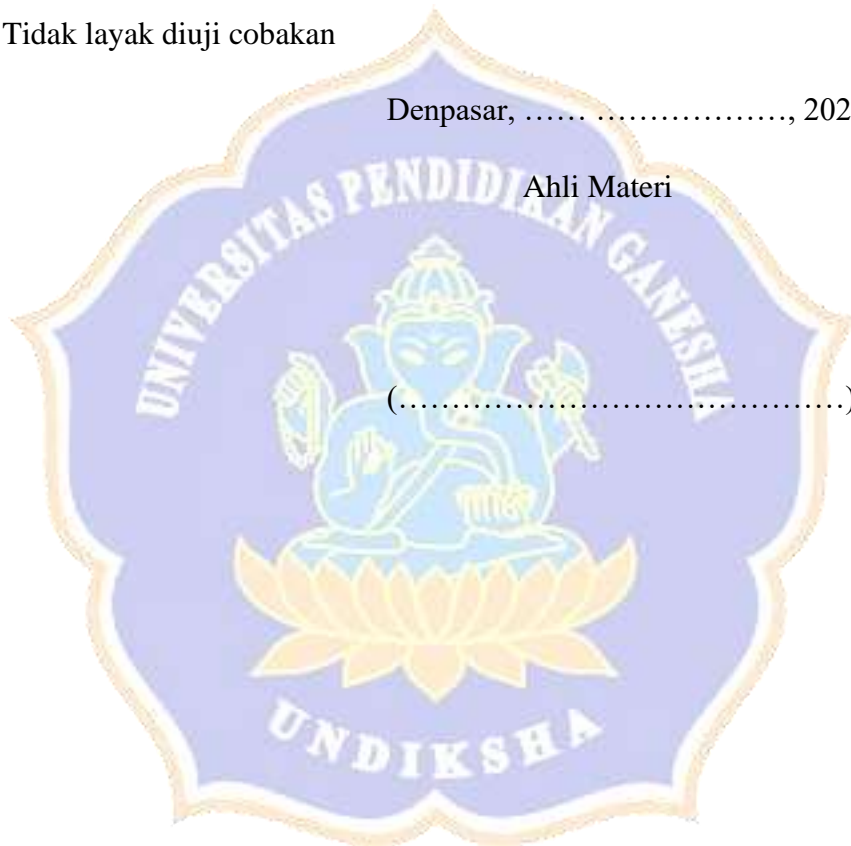 Tidak layak diuji cobakan
Denpasar, …… ………………, 202
Ahli Materi
(……………………………………)
UNIVERSITAS PENDIDIKAN GANESHA
UNDIKSHA